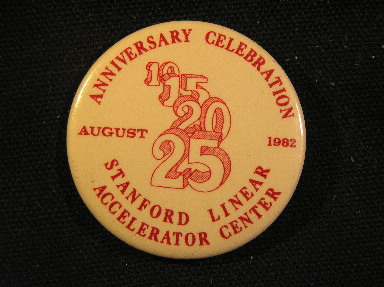 ANNIVERSARY CELEBRATION
10
15
20
25
AUGUST 1982
STANFORD LINEAR
ACCELERATOR CENTER